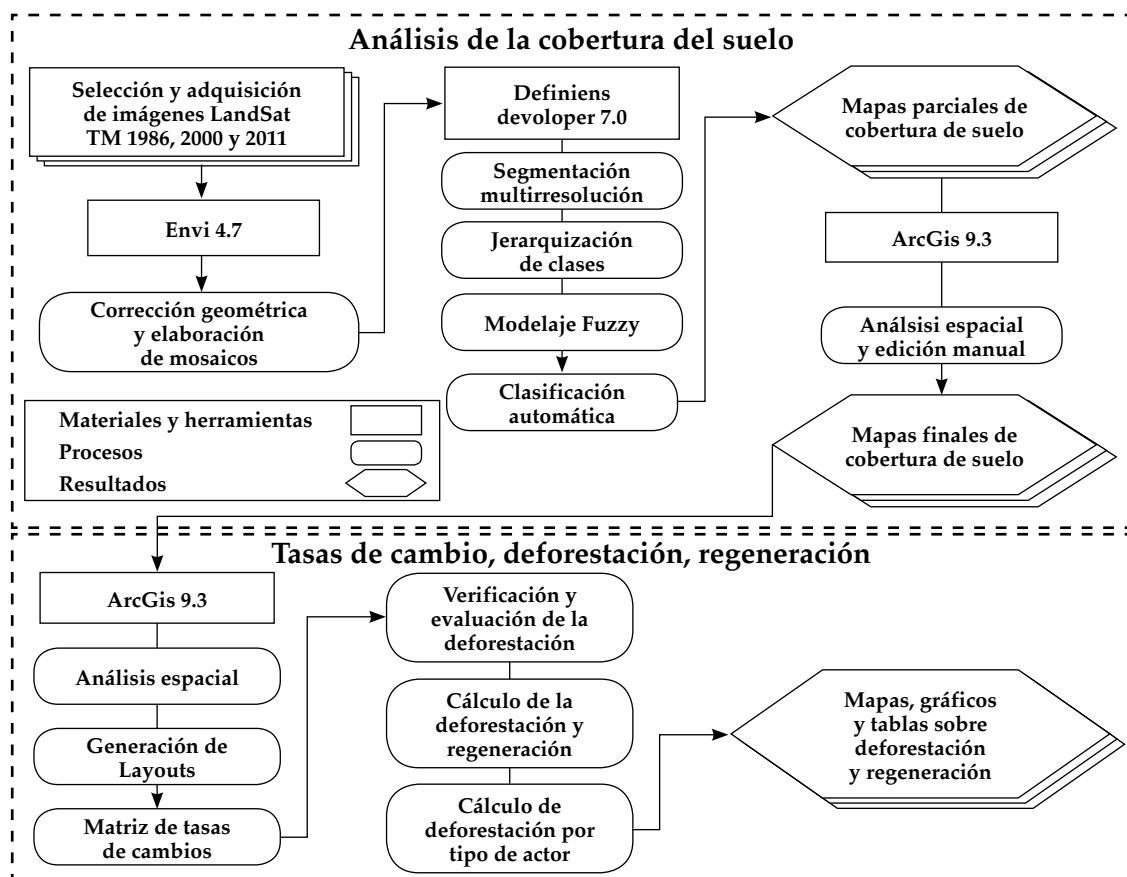 Análisis de la cobertura del suelo
Selección y adquisición
de imágenes LandSat
TM 1986, 2000 y 2011
Envi 4.7
Corrección geométrica
y elaboración
de mosaicos
Definiens
devoloper 7.0
Segmentación
multirresolución
Jerarquización
de clases
Modelaje Fuzzy
Clasificación
automática
Mapas parciales de
cobertura de suelo
ArcGis 9.3
Análsisi espacial
y edición manual
Mapas finales de
cobertura de suelo
Materiales y herramientas
Procesos
Resultados
Tasas de cambio, deforestación, regeneración
ArcGis 9.3
Análisis espacial
Generación de
Layouts
Matriz de tasas
de cambios
Verificación y
evaluación de la
deforestación
Cálculo de la
deforestación y
regeneración
Cálculo de
deforestación por
tipo de actor
Mapas, gráficos
y tablas sobre
deforestación
y regeneración